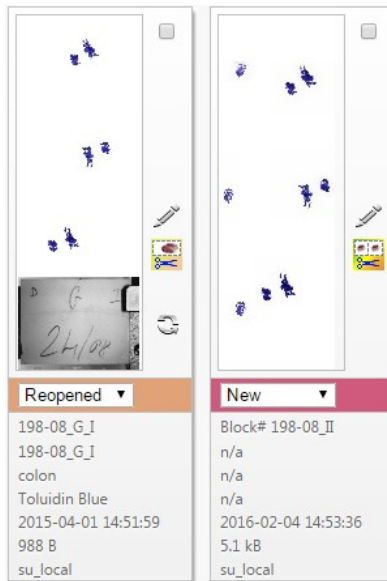 D G I
24/08
Reopened
198-08_G_I
198-08_G_I
colon
Toluidin Blue
2015-04-01 14:51:59
988 B
su_local
New
Block# 198-08_II
n/a
n/a
n/a
2016-02-04 14:53:36
5.1 kB
su_local